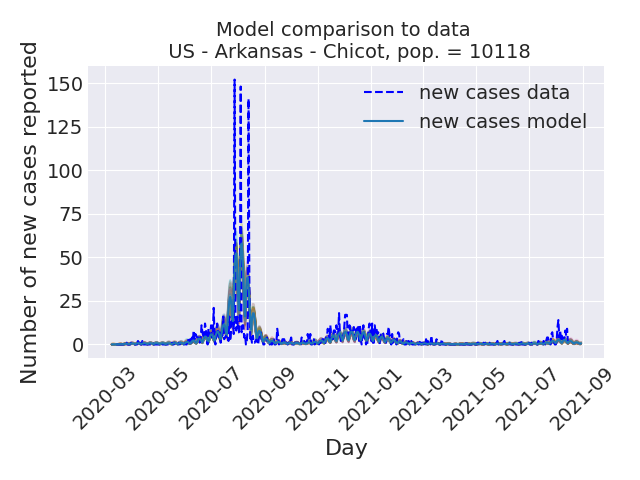 Model comparison to data
US - Arkansas - Chicot, pop. = 10118
Number of new cases reported
150
125
100
75
50
25
0
new cases data
new cases model
2020-03
2020-05
2020-07
2020-09
2020-11
2021-01
2021-03
2021-05
2021-07
2021-09
Day